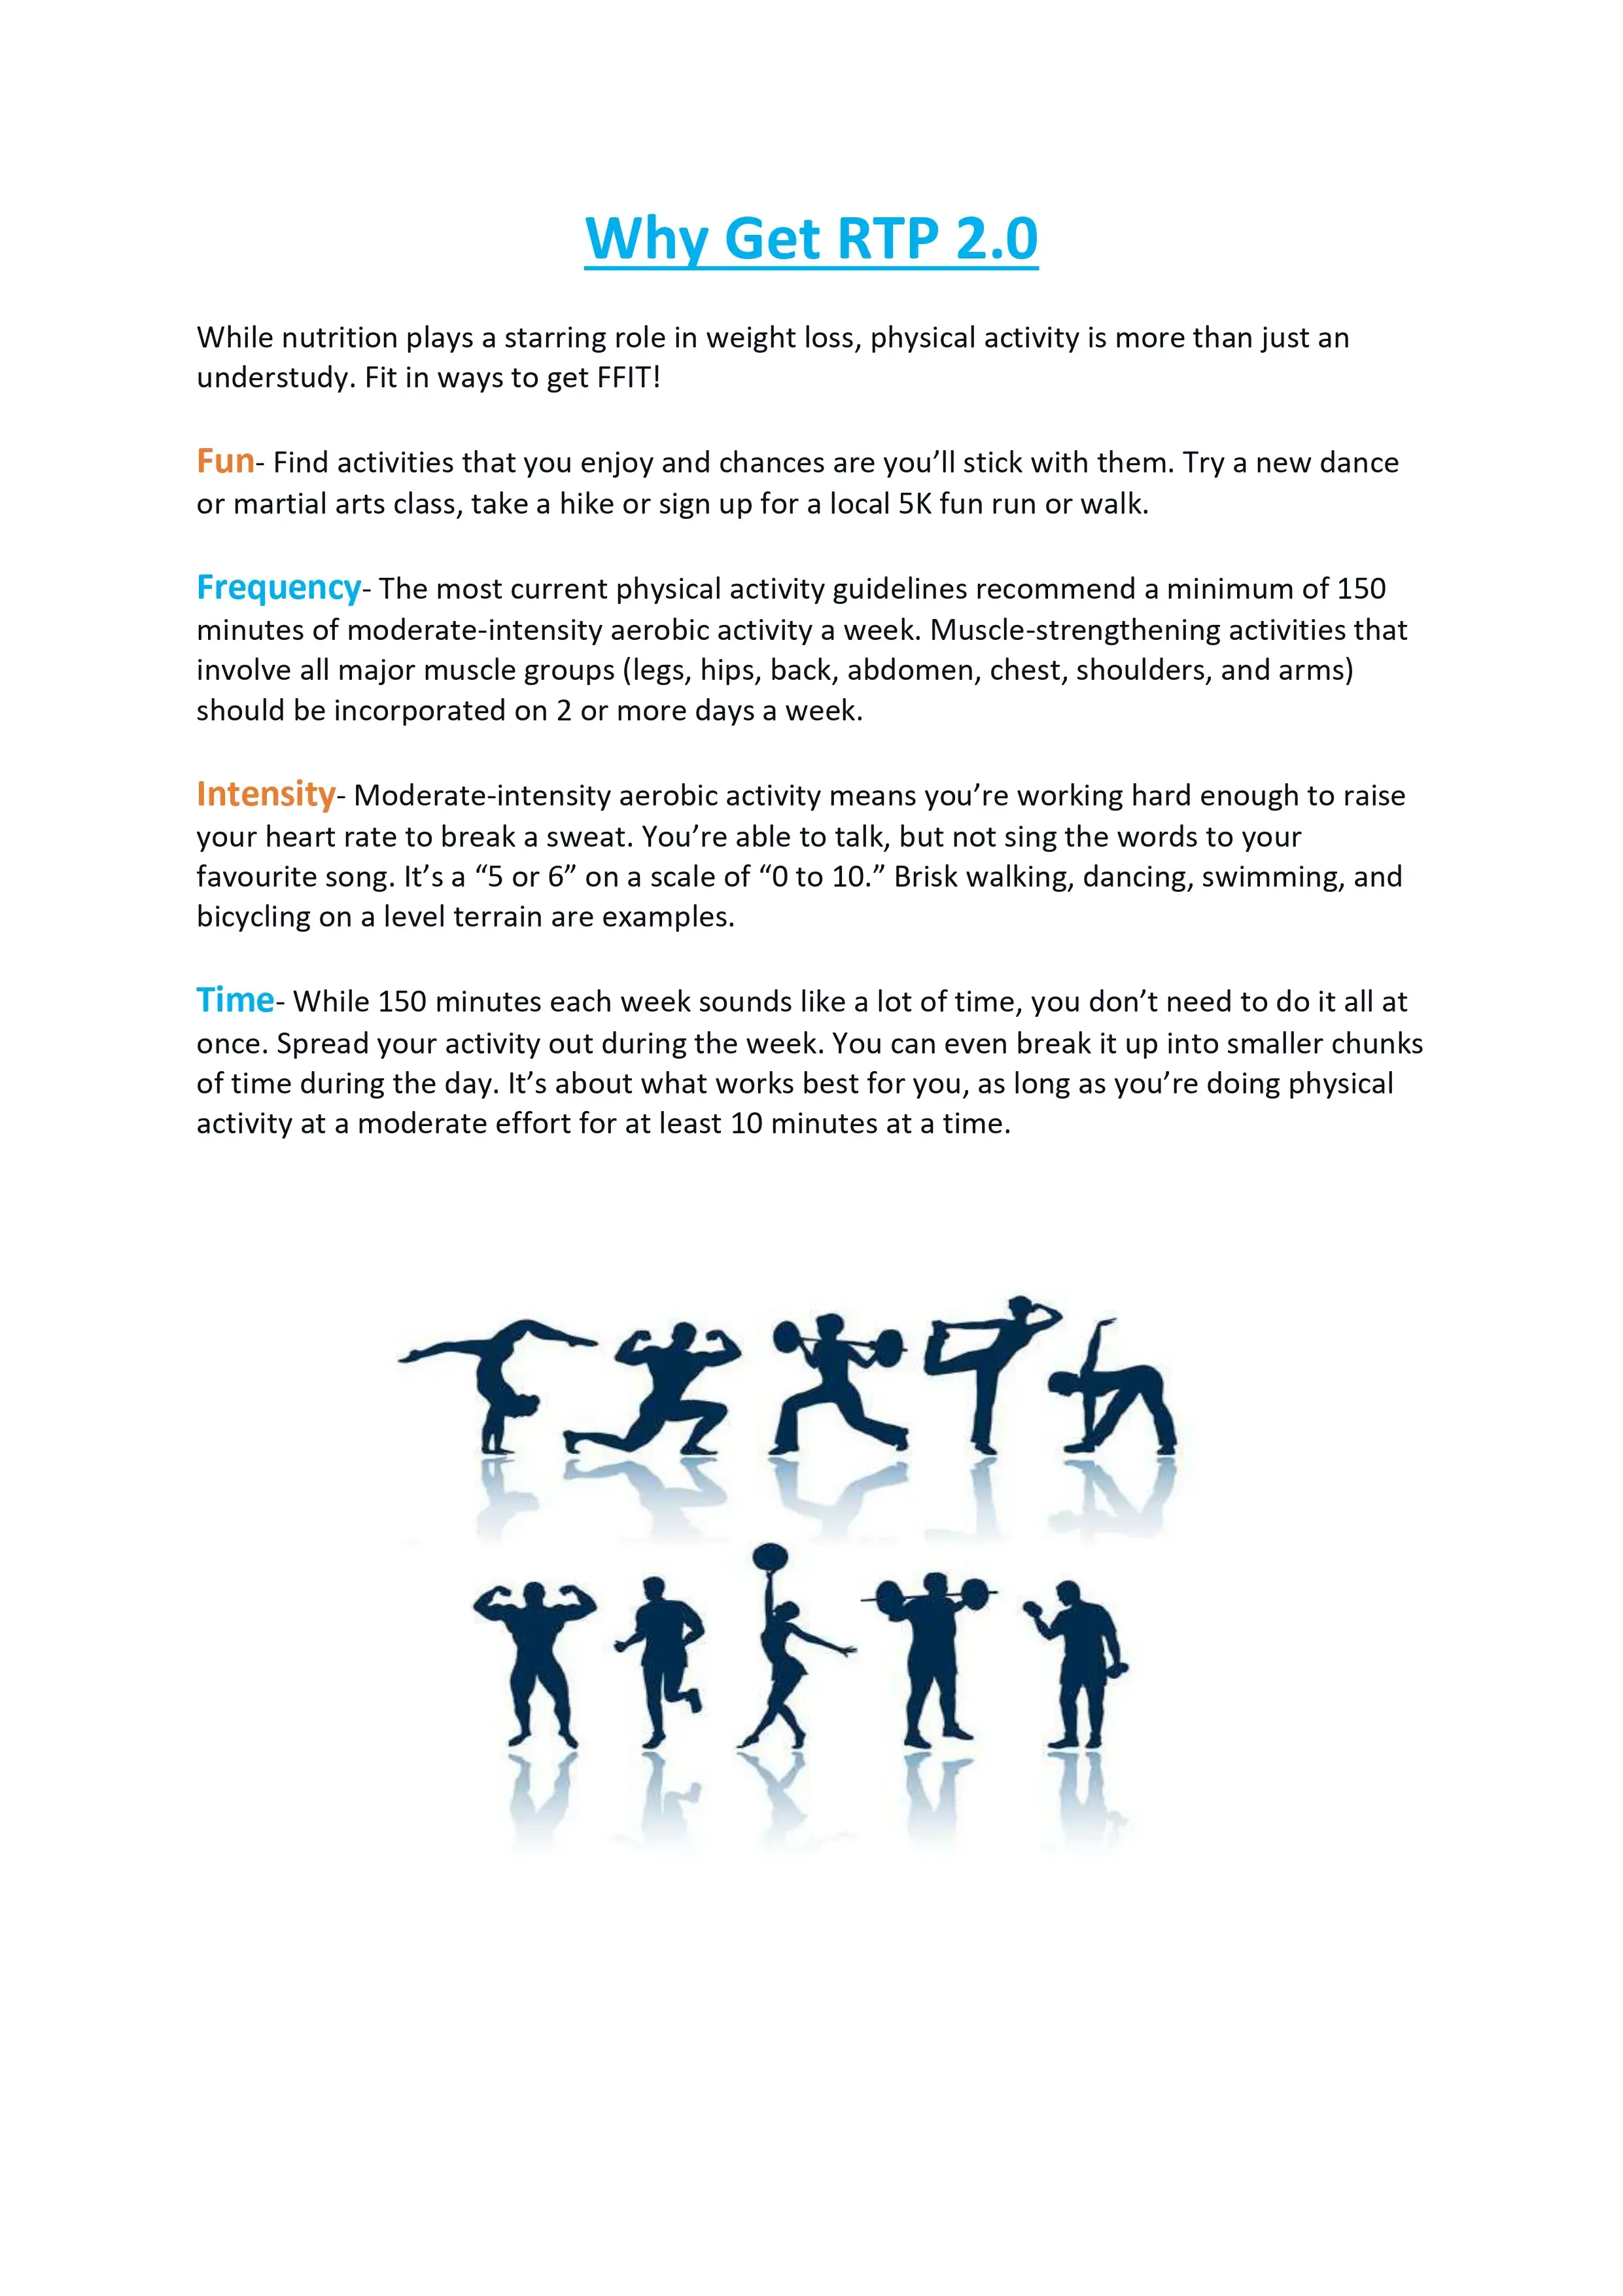 Why Get RTP 2.0
While nutrition plays a starring role in weight loss, physical activity is more than just an
understudy. Fit in ways to get FFIT!
Fun- Find activities that you enjoy and chances are you’ll stick with them. Try a new dance
or martial arts class, take a hike or sign up for a local 5K fun run or walk.
Frequency- The most current physical activity guidelines recommend a minimum of 150
minutes of moderate-intensity aerobic activity a week. Muscle-strengthening activities that
involve all major muscle groups (legs, hips, back, abdomen, chest, shoulders, and arms)
should be incorporated on 2 or more days a week.
Intensity- Moderate-intensity aerobic activity means you’re working hard enough to raise
your heart rate to break a sweat. You’re able to talk, but not sing the words to your
favourite song. It’s a “5 or 6” on a scale of “0 to 10.” Brisk walking, dancing, swimming, and
bicycling on a level terrain are examples.
Time- While 150 minutes each week sounds like a lot of time, you don’t need to do it all at
once. Spread your activity out during the week. You can even break it up into smaller chunks
of time during the day. It’s about what works best for you, as long as you’re doing physical
activity at a moderate effort for at least 10 minutes at a time.